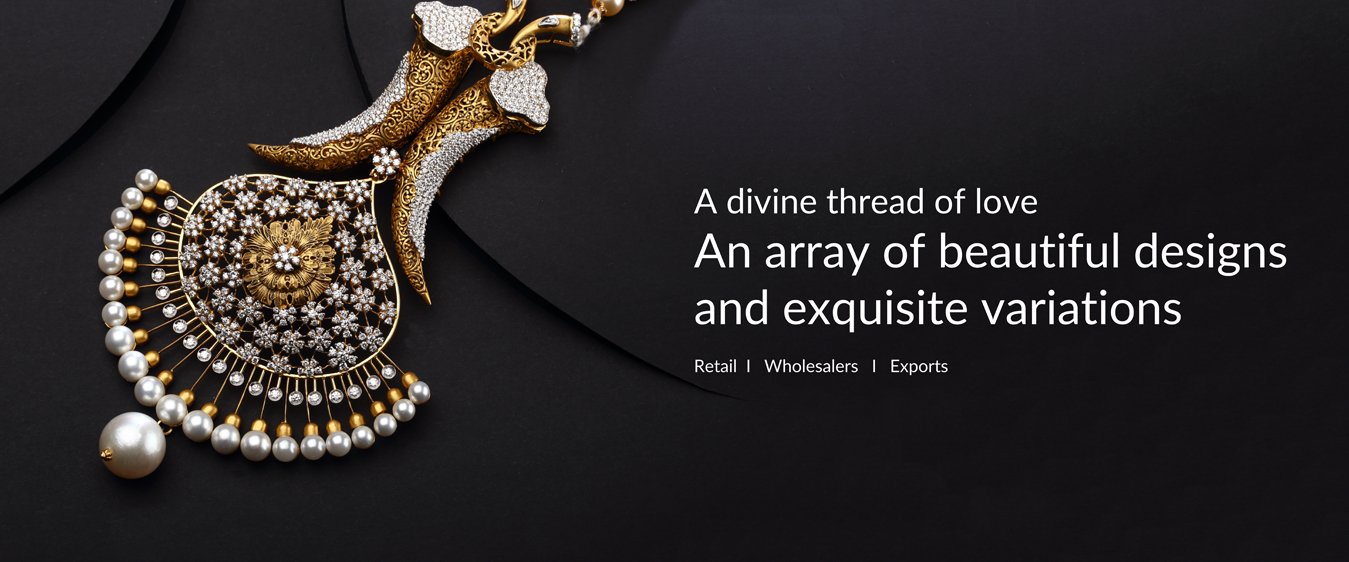 A divine thread of love
An array of beautiful designs
and exquisite variations
Retail I Wholesalers I Exports